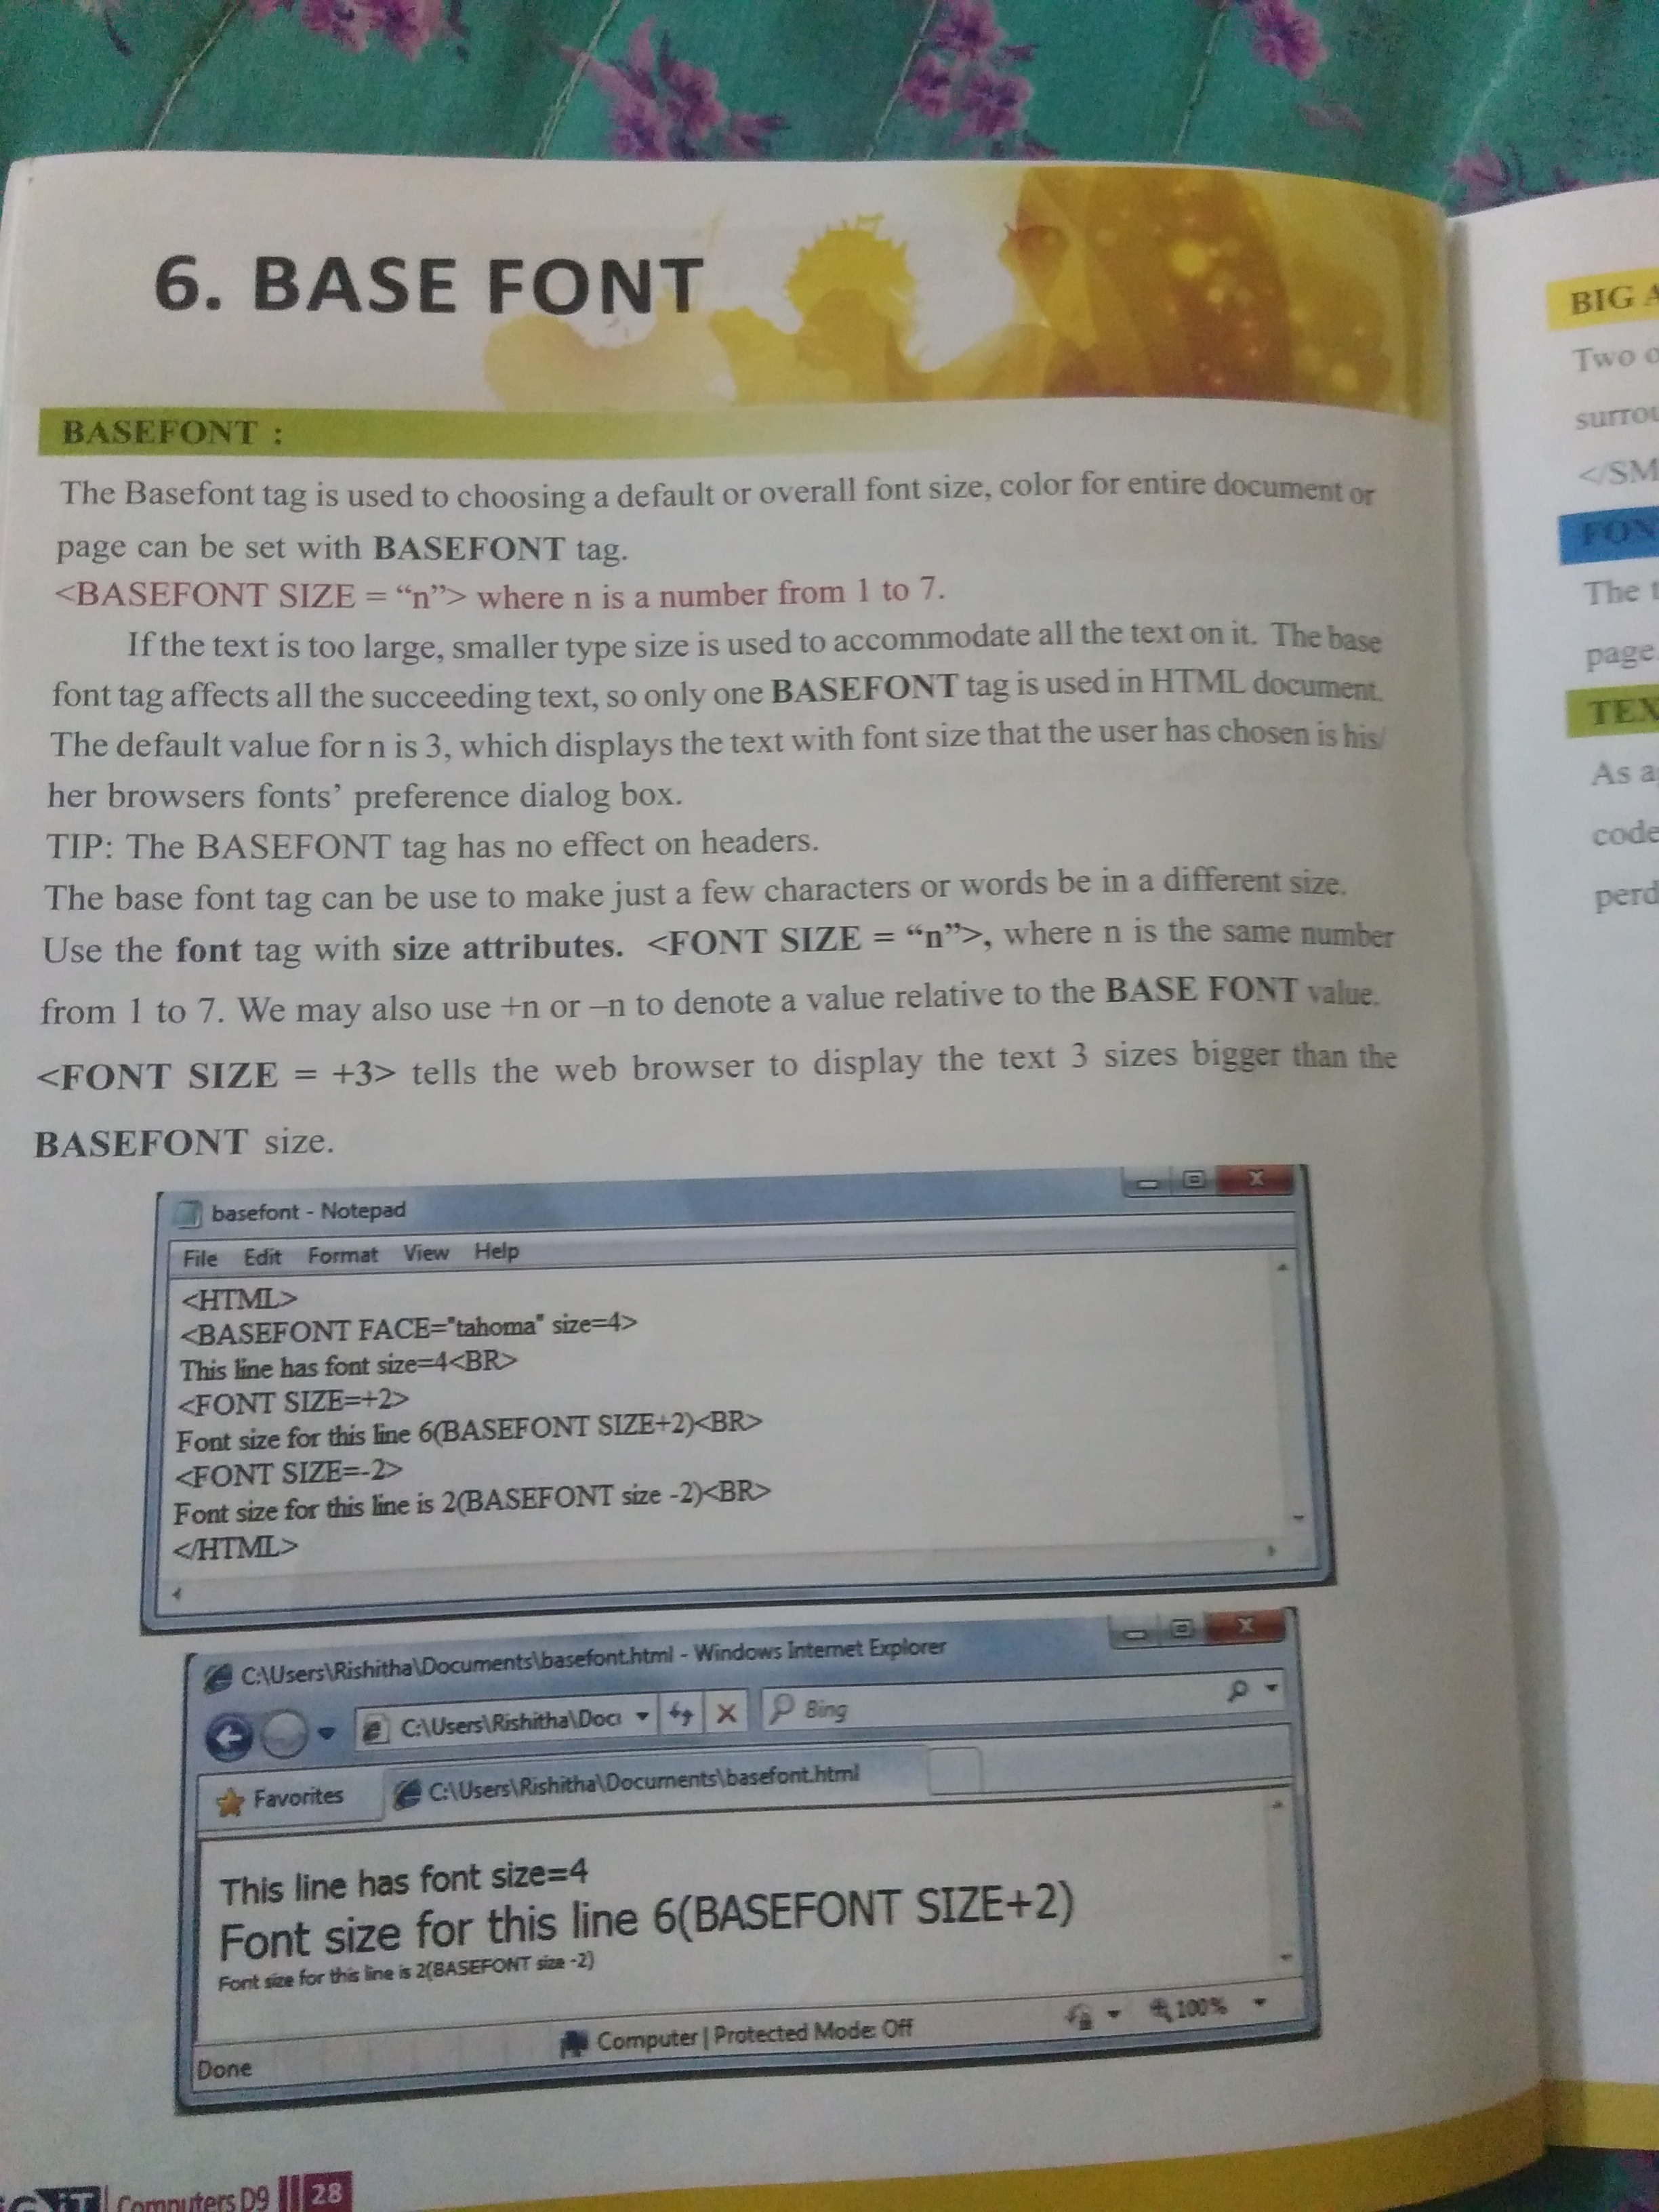 6. BASE FONT
BASEFONT :
The Basefont tag is used to choosing a default or overall font size, color for entire document or
page can be set with BASEFONT tag.
<BASEFONT SIZE = “n”> where n is a number from 1 to 7.
If the text is too large, smaller type size is used to accommodate all the text on it. The base
font tag affects all the succeeding text, so only one BASEFONT tag is used in HTML document.
The default value for n is 3, which displays the text with font size that the user has chosen is his/
her browsers fonts’ preference dialog box.
TIP: The BASEFONT tag has no effect on headers.
The base font tag can be use to make just a few characters or words be in a different size.
Use the font tag with size attributes. <FONT SIZE = “n”>, where n is the same number
from 1 to 7. We may also use +n or –n to denote a value relative to the BASE FONT value.
<FONT SIZE = +3> tells the web browser to display the text 3 sizes bigger than the
BASEFONT size.
basefont - Notepad
File Edit Format View Help
<HTML>
<BASEFONT FACE="tahoma" size=4>
This line has font size=4<BR>
<FONT SIZE=+2>
Font size for this line 6(BASEFONT SIZE+2)<BR>
<FONT SIZE=-2>
Font size for this line is 2(BASEFONT size -2)<BR>
</HTML>
C:\Users\Rishitha\Documents\basefont.html - Windows Internet Explorer
C:\Users\Rishitha\Docu
Bing
Favorites
C:\Users\Rishitha\Documents\basefont.html
This line has font size=4
Font size for this line 6(BASEFONT SIZE+2)
Font size for this line is 2(BASEFONT size -2)
Done
Computer | Protected Mode: Off
100%
Computers D9
28
BIG A
Two o
surrou
</SM
FON
The t
page.
TEX
As a
code
perd